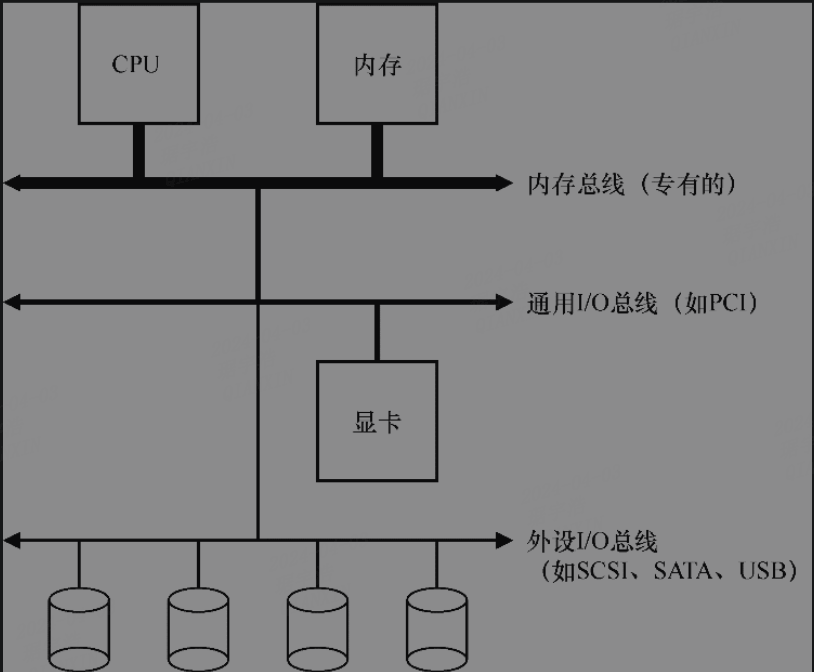 CPU
内存
内存总线（专有的）
通用I/O总线（如PCI）
显卡
外设I/O总线
（如SCSI、SATA、USB）